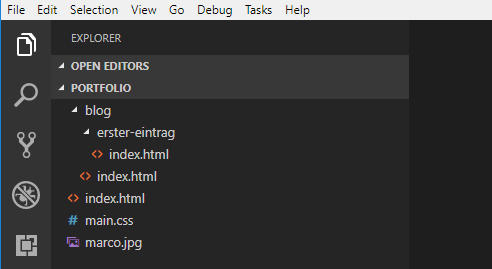 File Edit Selection View Go Debug Tasks Help
EXPLORER
OPEN EDITORS
PORTFOLIO
blog
erster-eintrag
index.html
index.html
index.html
main.css
marco.jpg